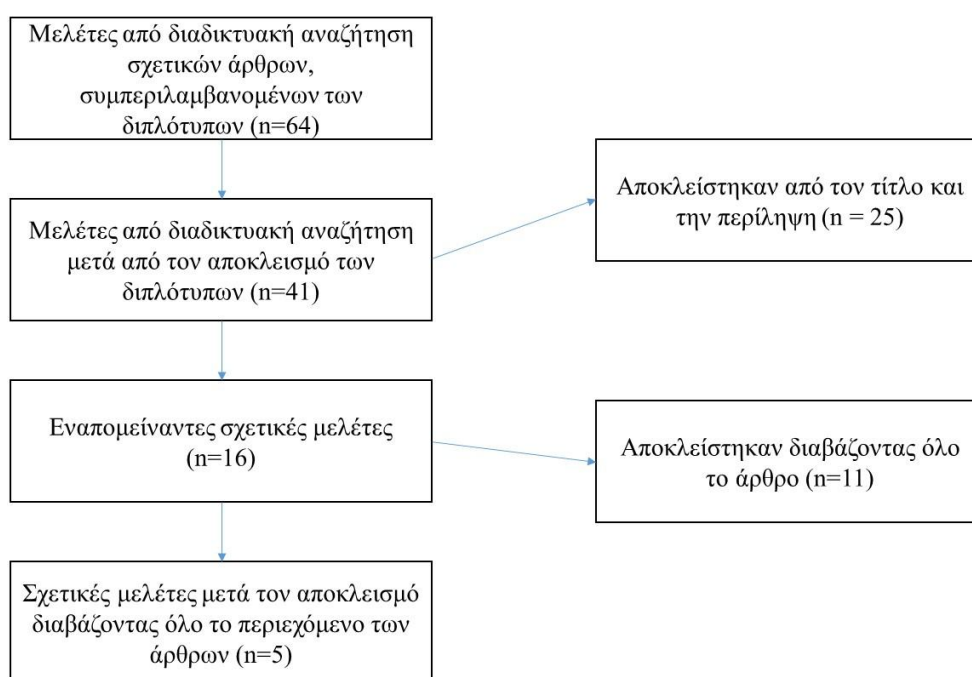 Μελέτες από διαδικτυακή αναζήτηση
σχετικών άρθρων,
συμπεριλαμβανομένων των
διπλότυπων (n=64)
Μελέτες από διαδικτυακή αναζήτηση
μετά από τον αποκλεισμό των
διπλότυπων (n=41)
Αποκλείστηκαν από τον τίτλο και
την περίληψη (n = 25)
Εναπομείναντες σχετικές μελέτες
(n=16)
Αποκλείστηκαν διαβάζοντας όλο
το άρθρο (n=11)
Σχετικές μελέτες μετά τον αποκλεισμό
διαβάζοντας όλο το περιεχόμενο των
άρθρων (n=5)